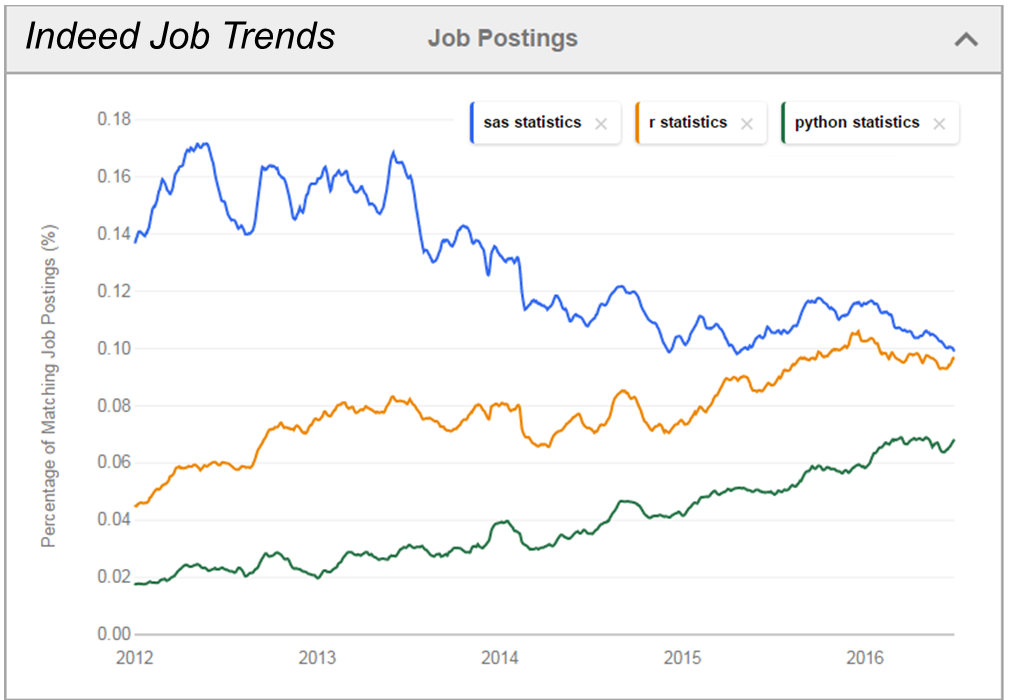 Indeed Job Trends Job Postings
sas statistics × r statistics × python statistics ×
0.18
0.16
0.14
0.12
0.10
0.08
0.06
0.04
0.02
0.00
Percentage of Matching Job Postings (%)
2012 2013 2014 2015 2016